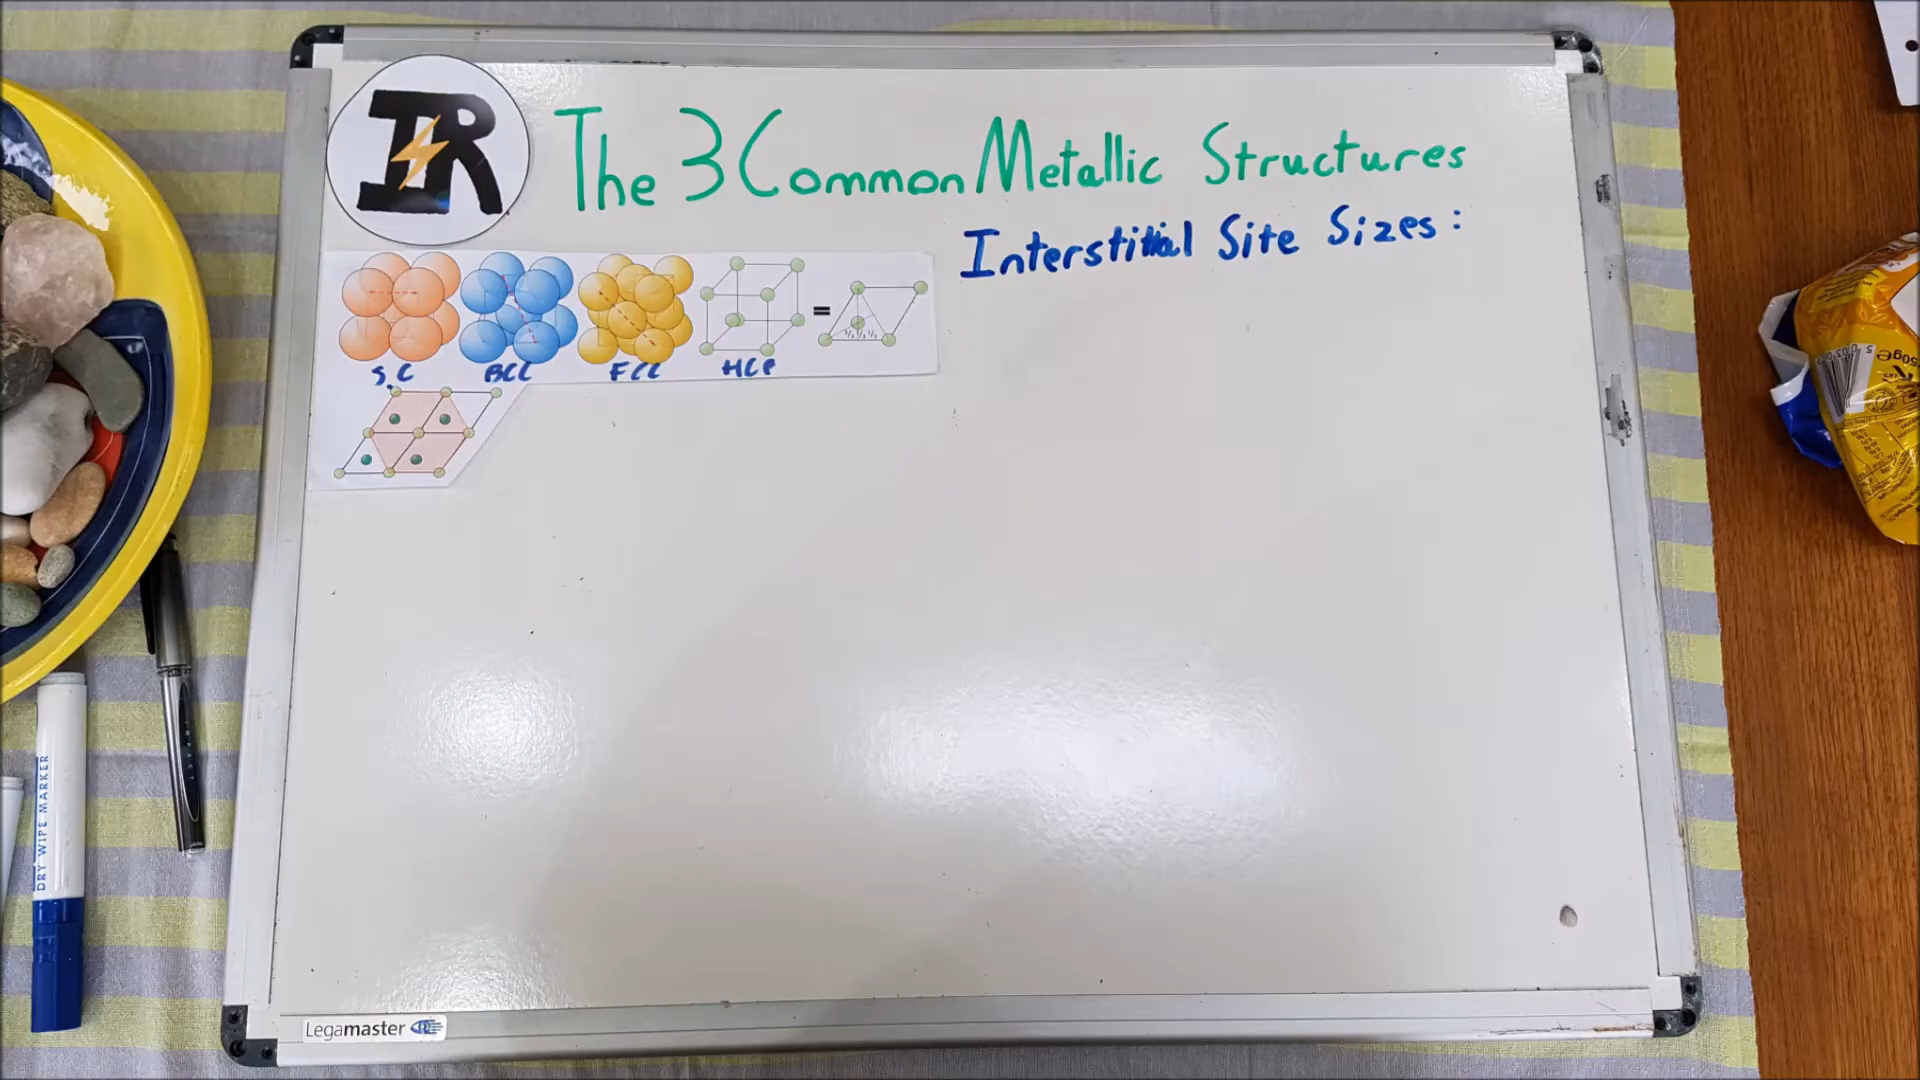 IR
The 3 Common Metallic Structures
Interstitial Site Sizes:
=
S.C BCC FCC HCP
DRY WIPE MARKER
Legamaster